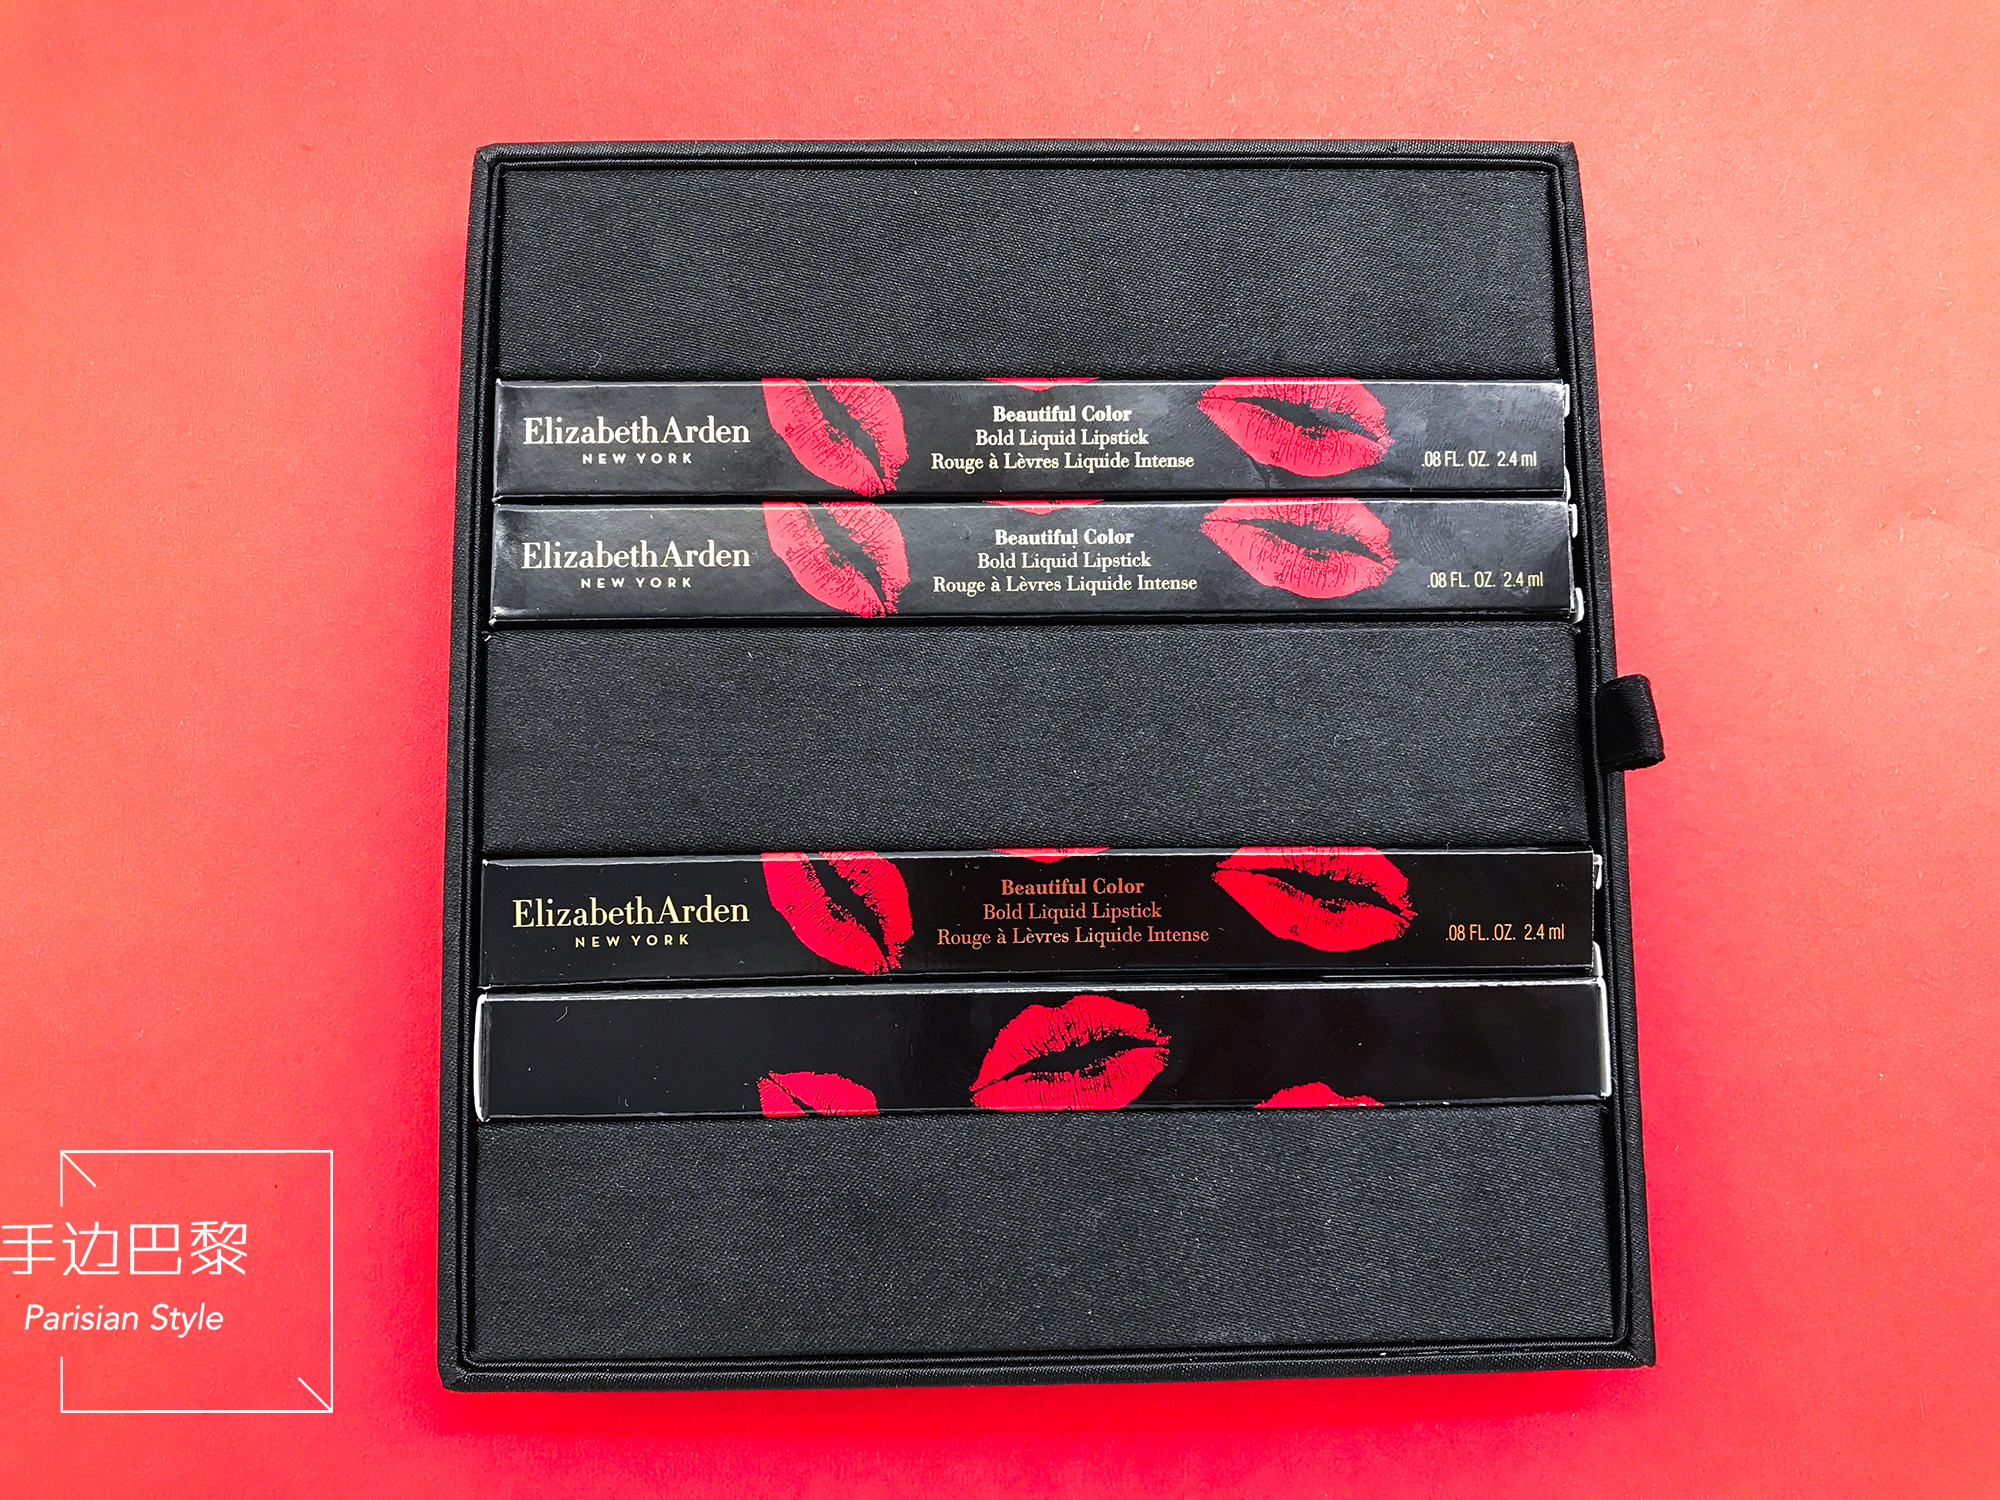 ElizabethArden
NEW YORK
Beautiful Color
Bold Liquid Lipstick
Rouge à Lèvres Liquide Intense
.08 FL. OZ. 2.4 ml
ElizabethArden
NEW YORK
Beautiful Color
Bold Liquid Lipstick
Rouge à Lèvres Liquide Intense
.08 FL. OZ. 2.4 ml
ElizabethArden
NEW YORK
Beautiful Color
Bold Liquid Lipstick
Rouge à Lèvres Liquide Intense
.08 FL. OZ. 2.4 ml
手边巴黎
Parisian Style